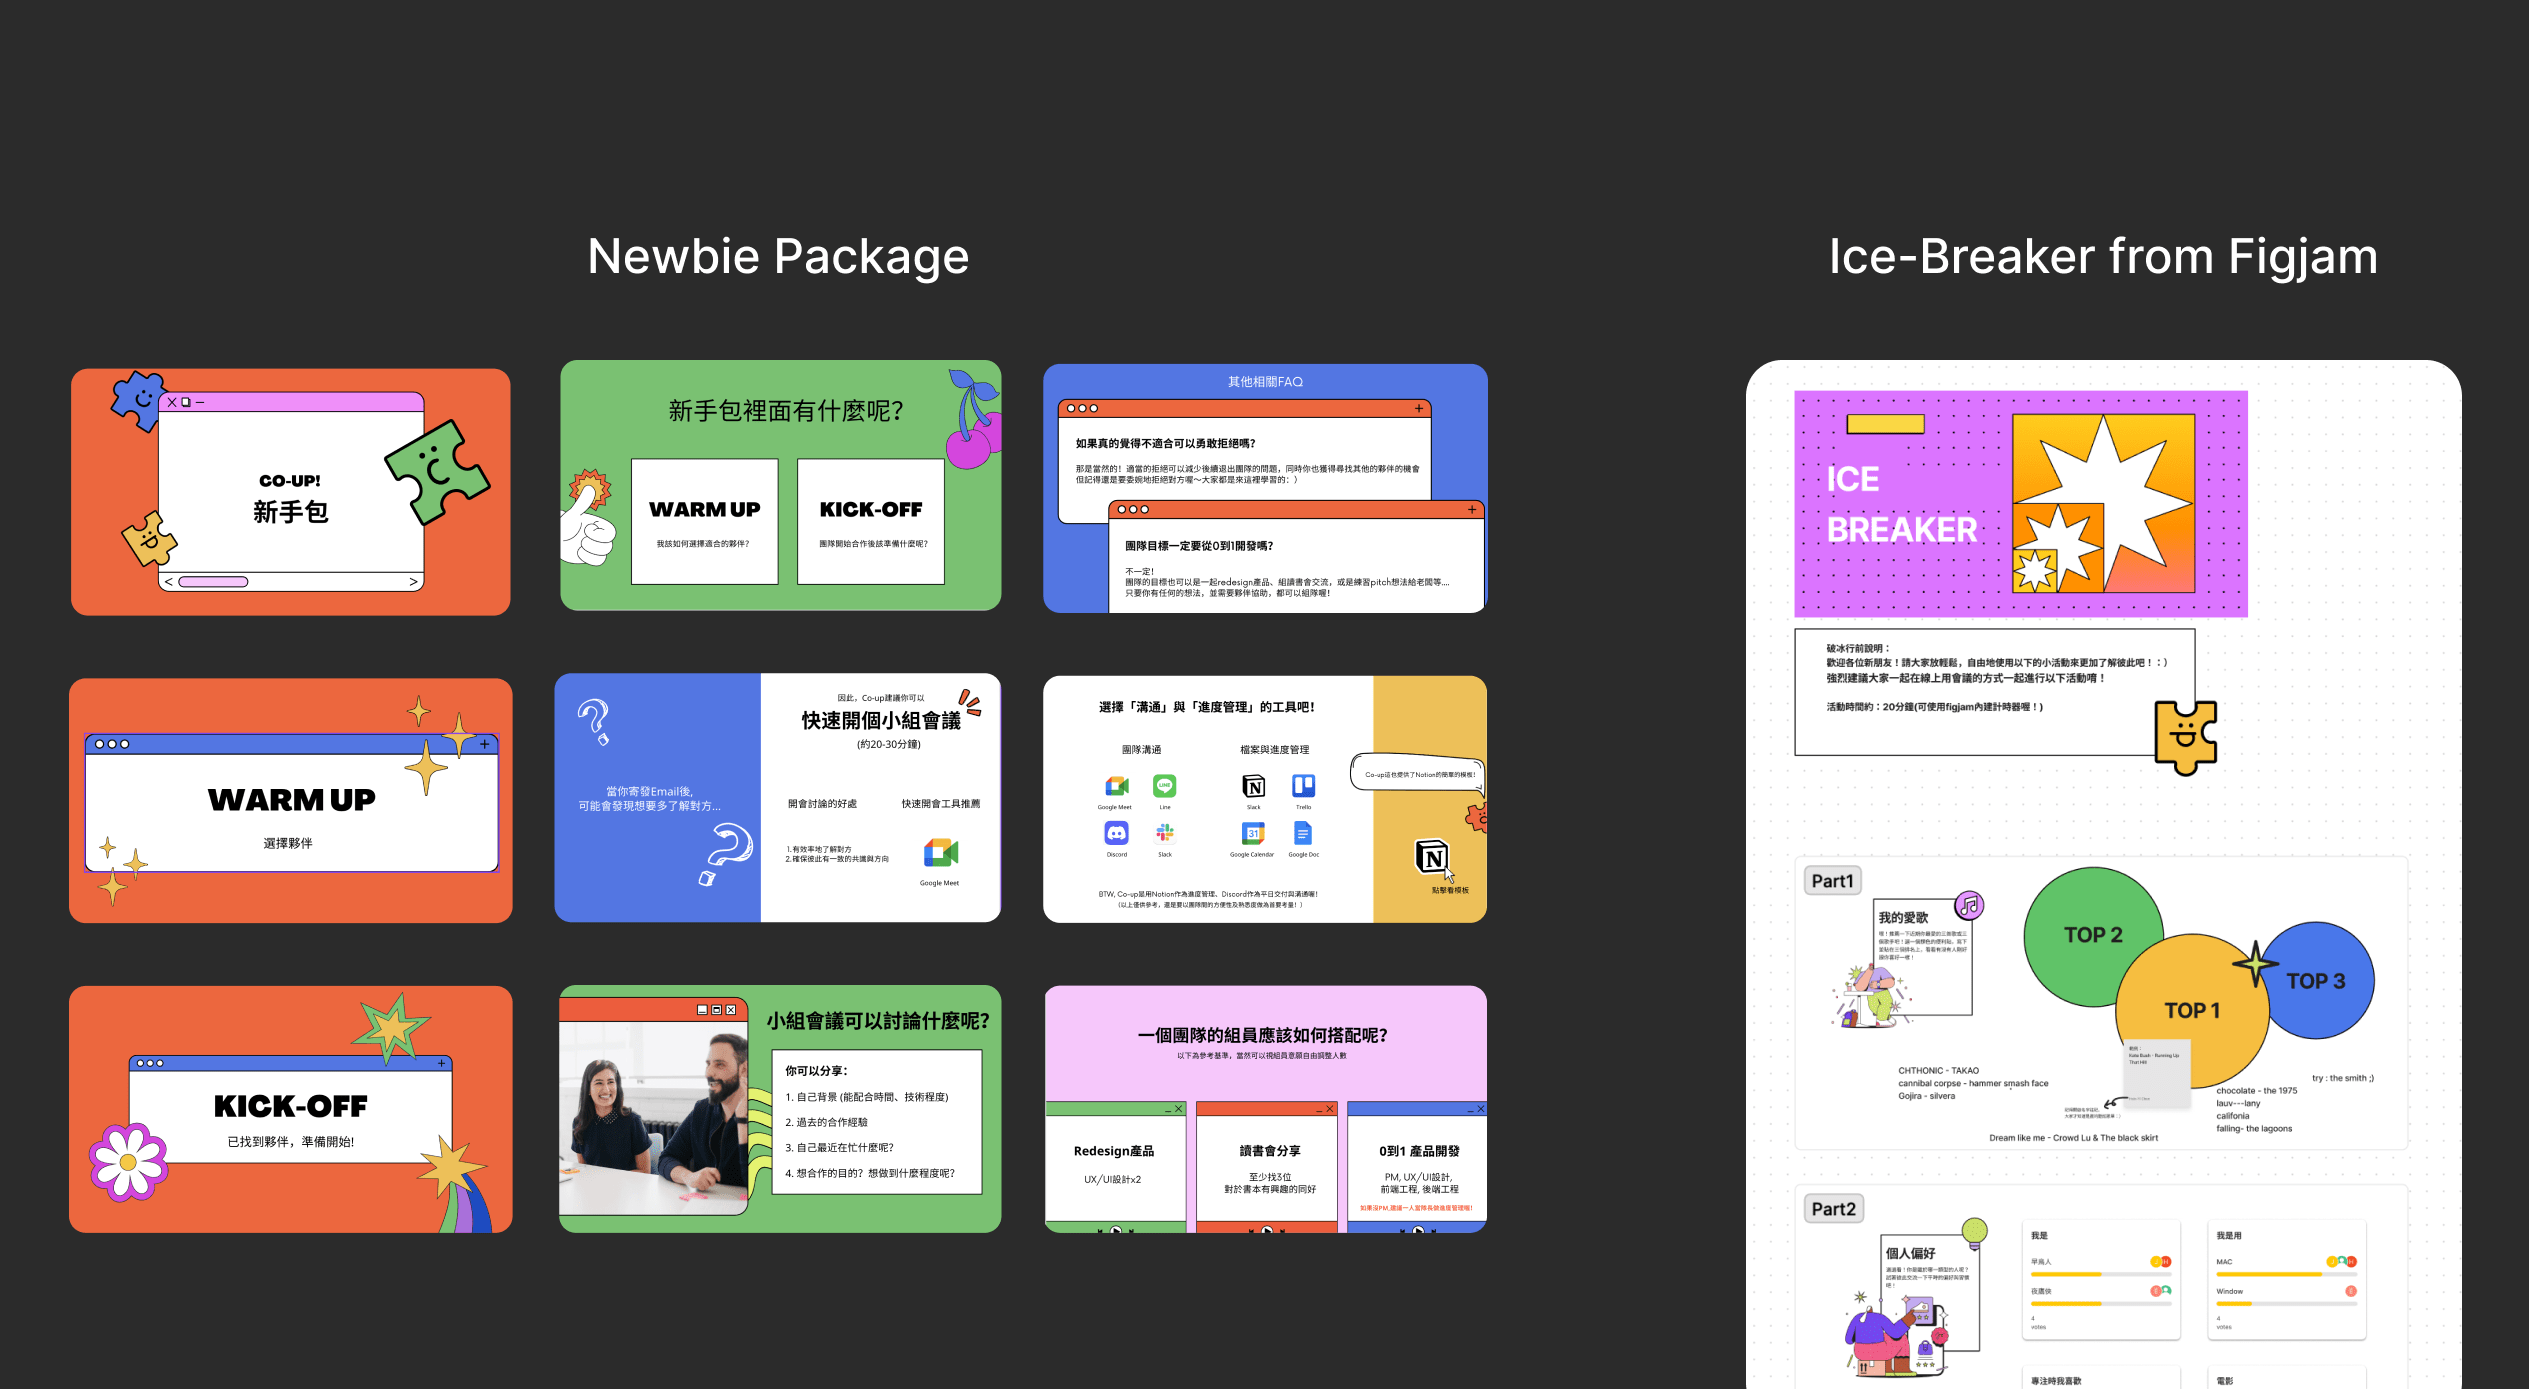 Newbie Package
CO-UP!
新手包
新手包裡面有什麼呢？
WARM UP
我該如何選擇適合的夥伴？
KICK-OFF
團隊開始合作後該準備什麼呢？
其他相關FAQ
如果真的覺得不適合可以勇敢拒絕嗎？
那是當然的！適當的拒絕可以減少後續退出團隊的問題，同時你也獲得尋找其他的夥伴的機會
但記得還是要委婉地拒絕對方喔～大家都是來這裡學習的：）
團隊目標一定要從0到1開發嗎？
不一定！
團隊的目標也可以是一起redesign產品、組讀書會交流，或是練習pitch想法給老闆等....
只要你有任何的想法，並需要夥伴協助，都可以組隊喔！
WARM UP
選擇夥伴
當你寄發Email後，
可能會發現想要多了解對方...
因此，Co-up建議你可以
快速開個小組會議
(約20-30分鐘)
開會討論的好處
1. 有效率地了解對方
2. 確保彼此有一致的共識與方向
快速開會工具推薦
Google Meet
選擇「溝通」與「進度管理」的工具吧！
團隊溝通
檔案與進度管理
Google Meet
Line
Slack
Trello
Discord
Slack
Google Calendar
Google Doc
BTW, Co-up是用Notion作為進度管理、Discord作為平日交付與溝通喔！
（以上僅供參考，還是要以團隊間的方便性及熟悉度做為首要考量！）
Co-up這也提供了Notion的簡單的模板！
點擊看模板
KICK-OFF
已找到夥伴，準備開始！
小組會議可以討論什麼呢？
你可以分享：
1. 自己背景 (能配合時間、技術程度)
2. 過去的合作經驗
3. 自己最近在忙什麼呢？
4. 想合作的目的？想做到什麼程度呢？
一個團隊的組員應該如何搭配呢？
以下為參考基準，當然可以視組員意願自由調整人數
Redesign產品
UX/UI設計x2
讀書會分享
至少找3位
對於書本有興趣的同好
0到1 產品開發
PM, UX/UI設計,
前端工程, 後端工程
如果沒PM,建議一人當隊長做進度管理喔！
Ice-Breaker from Figjam
ICE
BREAKER
破冰行前說明：
歡迎各位新朋友！請大家放輕鬆，自由地使用以下的小活動來更加了解彼此吧！：）
強烈建議大家一起在線上用會議的方式一起進行以下活動唷！
活動時間約：20分鐘(可使用figjam內建計時器喔！)
Part1
我的愛歌
TOP 2
TOP 1
TOP 3
Kate Bush - Running Up
That Hill
CHTHONIC - TAKAO
cannibal corpse - hammer smash face
Gojira - silvera
try : the smith ;)
chocolate - the 1975
lauv---lany
califonia
falling- the lagoons
Dream like me - Crowd Lu & The black skirt
Part2
個人偏好
我是
早鳥人
夜鷹俠
4
votes
我是用
MAC
Window
4
votes
專注時我喜歡
電影